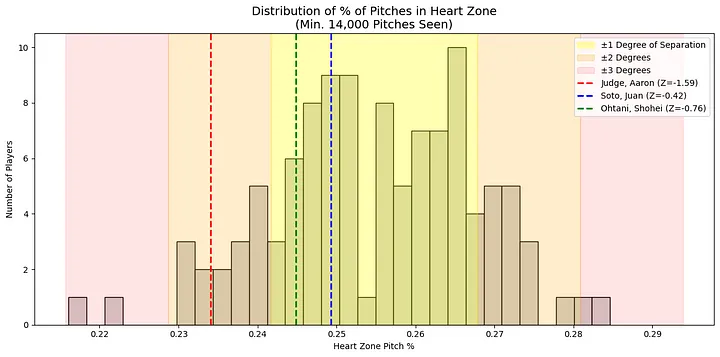 Distribution of % of Pitches in Heart Zone
(Min. 14,000 Pitches Seen)
±1 Degree of Separation
±2 Degrees
±3 Degrees
Judge, Aaron (Z=-1.59)
Soto, Juan (Z=-0.42)
Ohtani, Shohei (Z=-0.76)
Number of Players
10
8
6
4
2
0
0.22
0.23
0.24
0.25
0.26
0.27
0.28
0.29
Heart Zone Pitch %